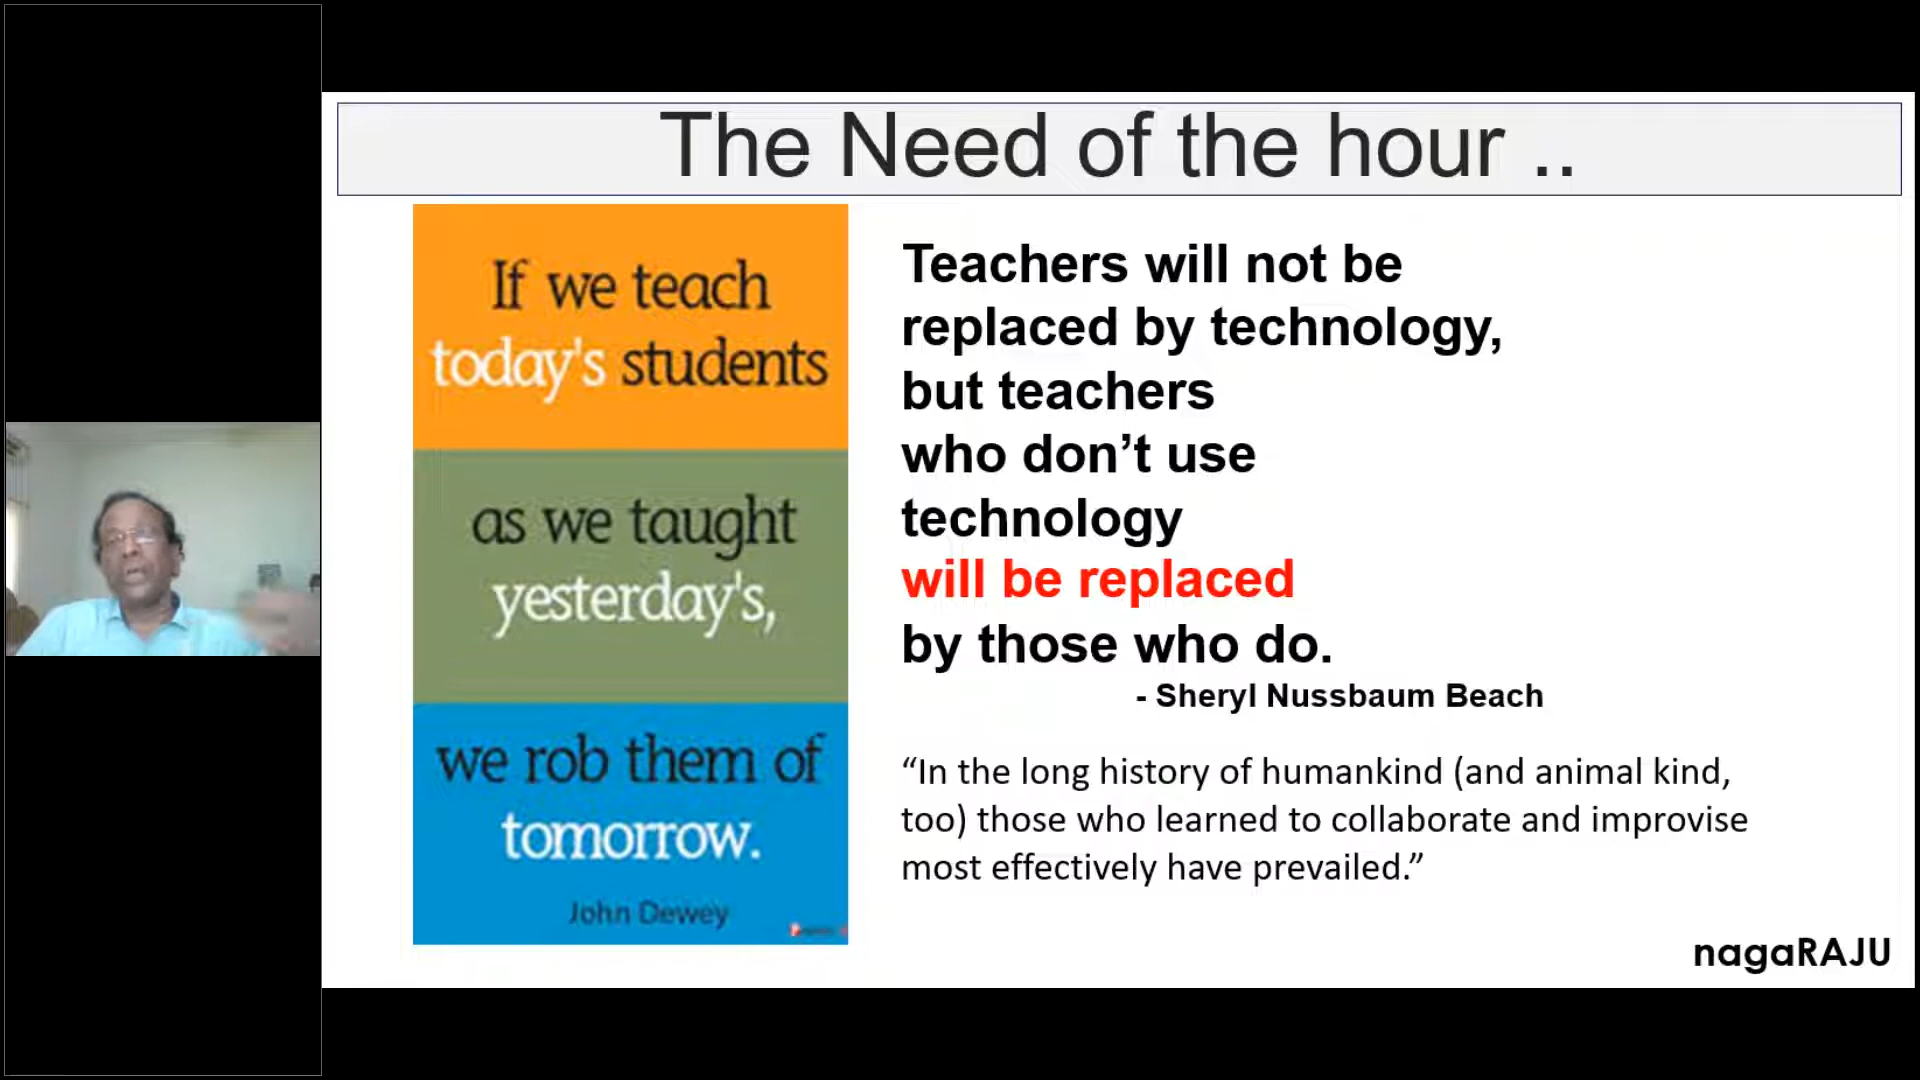 The Need of the hour ..
If we teach
today's students
as we taught
yesterday's,
we rob them of
tomorrow.
John Dewey
Teachers will not be
replaced by technology,
but teachers
who don’t use
technology
will be replaced
by those who do.
- Sheryl Nussbaum Beach
“In the long history of humankind (and animal kind,
too) those who learned to collaborate and improvise
most effectively have prevailed.”
nagaRAJU